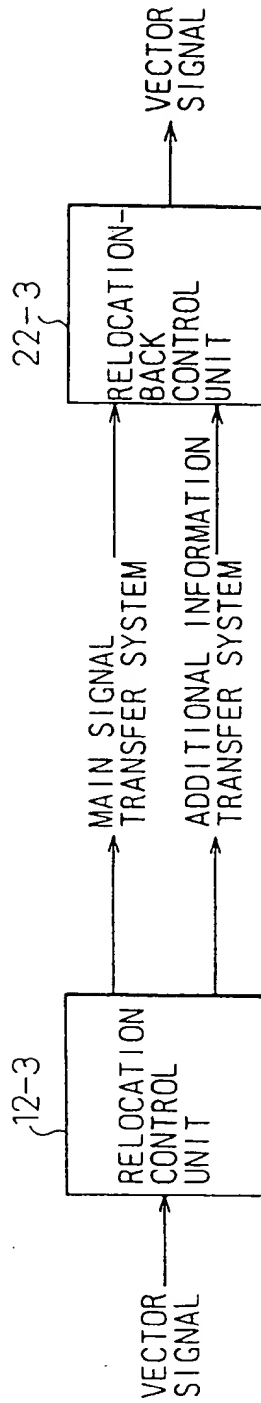 VECTOR
SIGNAL
12-3
RELOCATION
CONTROL
UNIT
MAIN SIGNAL
TRANSFER SYSTEM
ADDITIONAL INFORMATION
TRANSFER SYSTEM
22-3
RELOCATION-
BACK
CONTROL
UNIT
VECTOR
SIGNAL